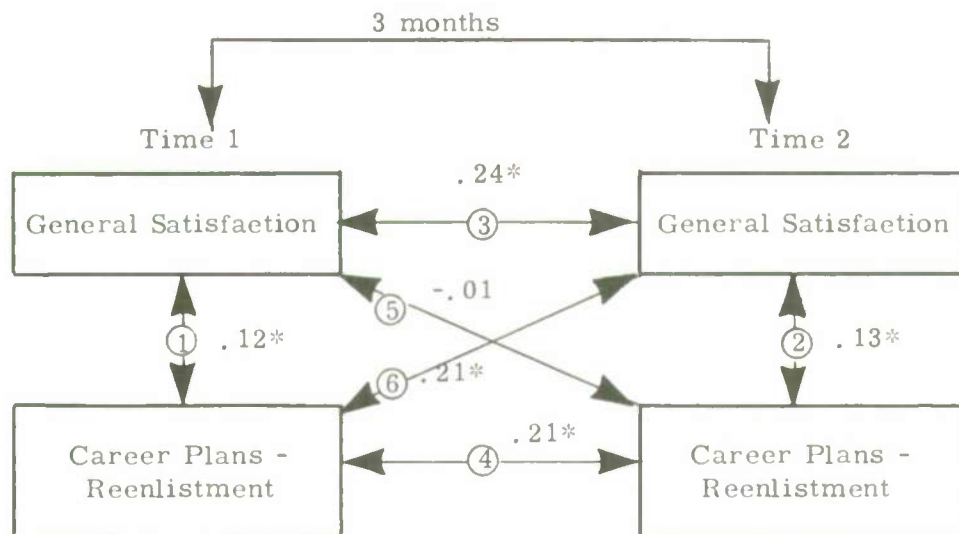 3 months
Time 1
Time 2
.24*
General Satisfaction
③
General Satisfaction
-.01
⑤
① .12*
② .13*
⑥ .21*
.21*
Career Plans -
Reenlistment
④
Career Plans -
Reenlistment